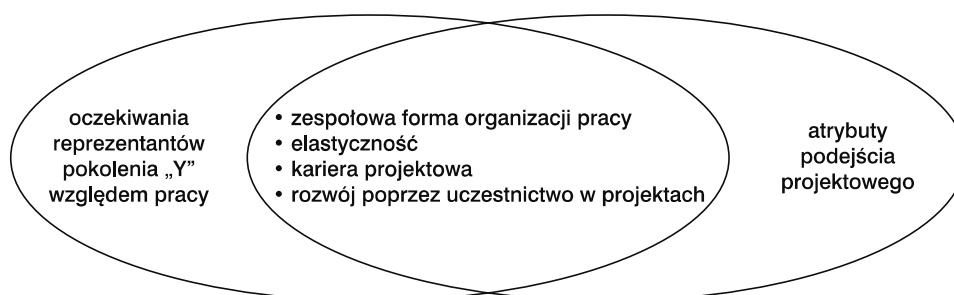 oczekiwania
reprezentantów
pokolenia „Y”
względem pracy
• zespołowa forma organizacji pracy
• elastyczność
• kariera projektowa
• rozwój poprzez uczestnictwo w projektach
atrybuty
podejścia
projektowego